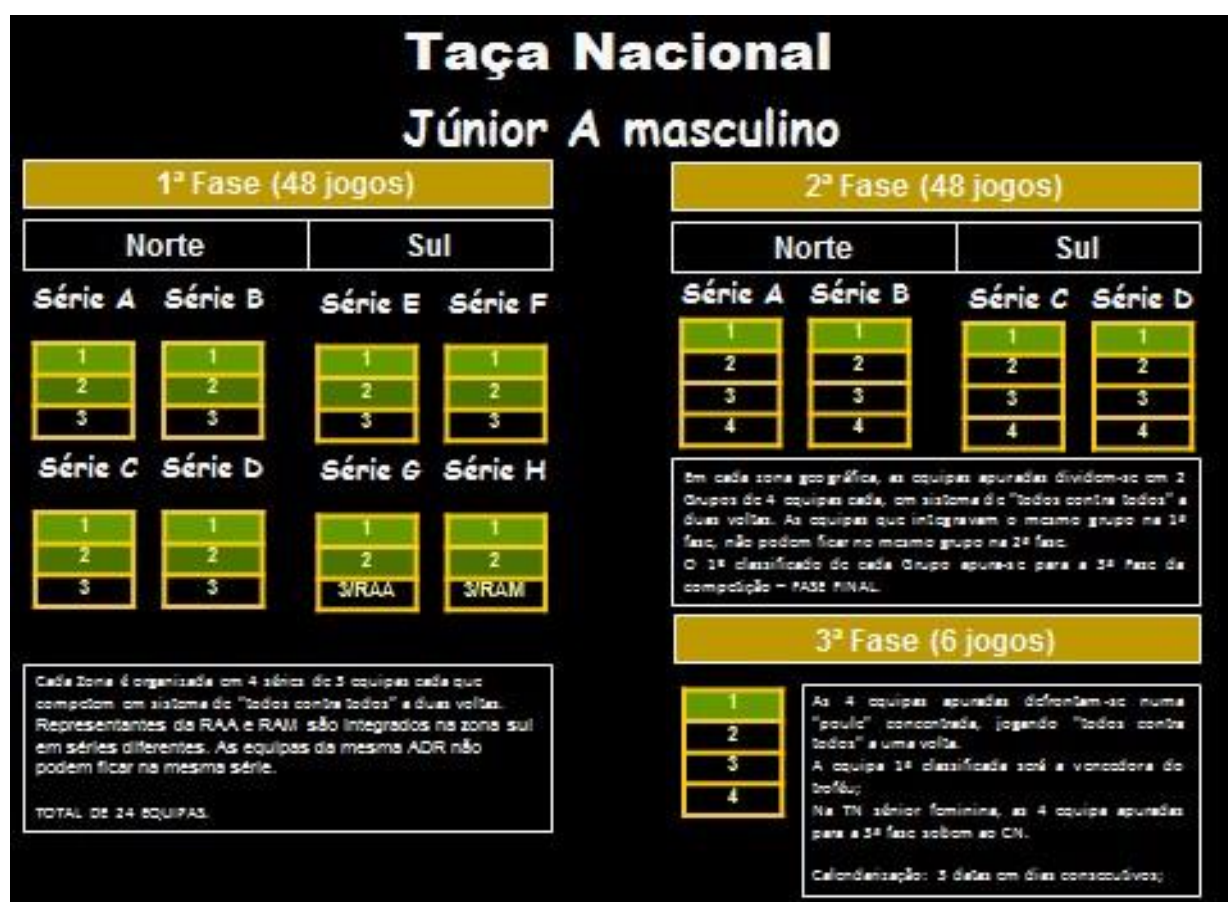 Taça Nacional
Júnior A masculino
1ª Fase (48 jogos)
Norte Sul
Série A Série B Série E Série F
1 1 1 1
2 2 2 2
3 3 3 3
Série C Série D Série G Série H
1 1 1 1
2 2 2 2
3 3 3/RAA 3/RAM
Cada Zona é organizada em 4 séries de 3 equipas cada que
competem em sistema de "todos contra todos" a duas voltas.
Representantes da RAA e RAM são integrados na zona sul
em séries diferentes. As equipas da mesma ADR não
podem ficar na mesma série.
TOTAL DE 24 EQUIPAS.
2ª Fase (48 jogos)
Norte Sul
Série A Série B Série C Série D
1 1 1 1
2 2 2 2
3 3 3 3
4 4 4 4
Em cada zona geográfica, as equipas apuradas dividem-se em 2
Grupos de 4 equipas cada, em sistema de "todos contra todos" a
duas voltas. As equipas que integravam o mesmo grupo na 1ª
fase, não podem ficar no mesmo grupo na 2ª fase.
O 1º classificado de cada Grupo apura-se para a 3ª Fase da
competição – FASE FINAL.
3ª Fase (6 jogos)
1
2
3
4
As 4 equipas apuradas defrontam-se numa
"poule" concentrada, jogando "todos contra
todos" a uma volta.
A equipa 1ª classificada será a vencedora do
troféu;
Na TN sénior feminina, as 4 equipa apuradas
para a 3ª fase sobem ao CN.
Calendarização: 3 datas em dias consecutivos;